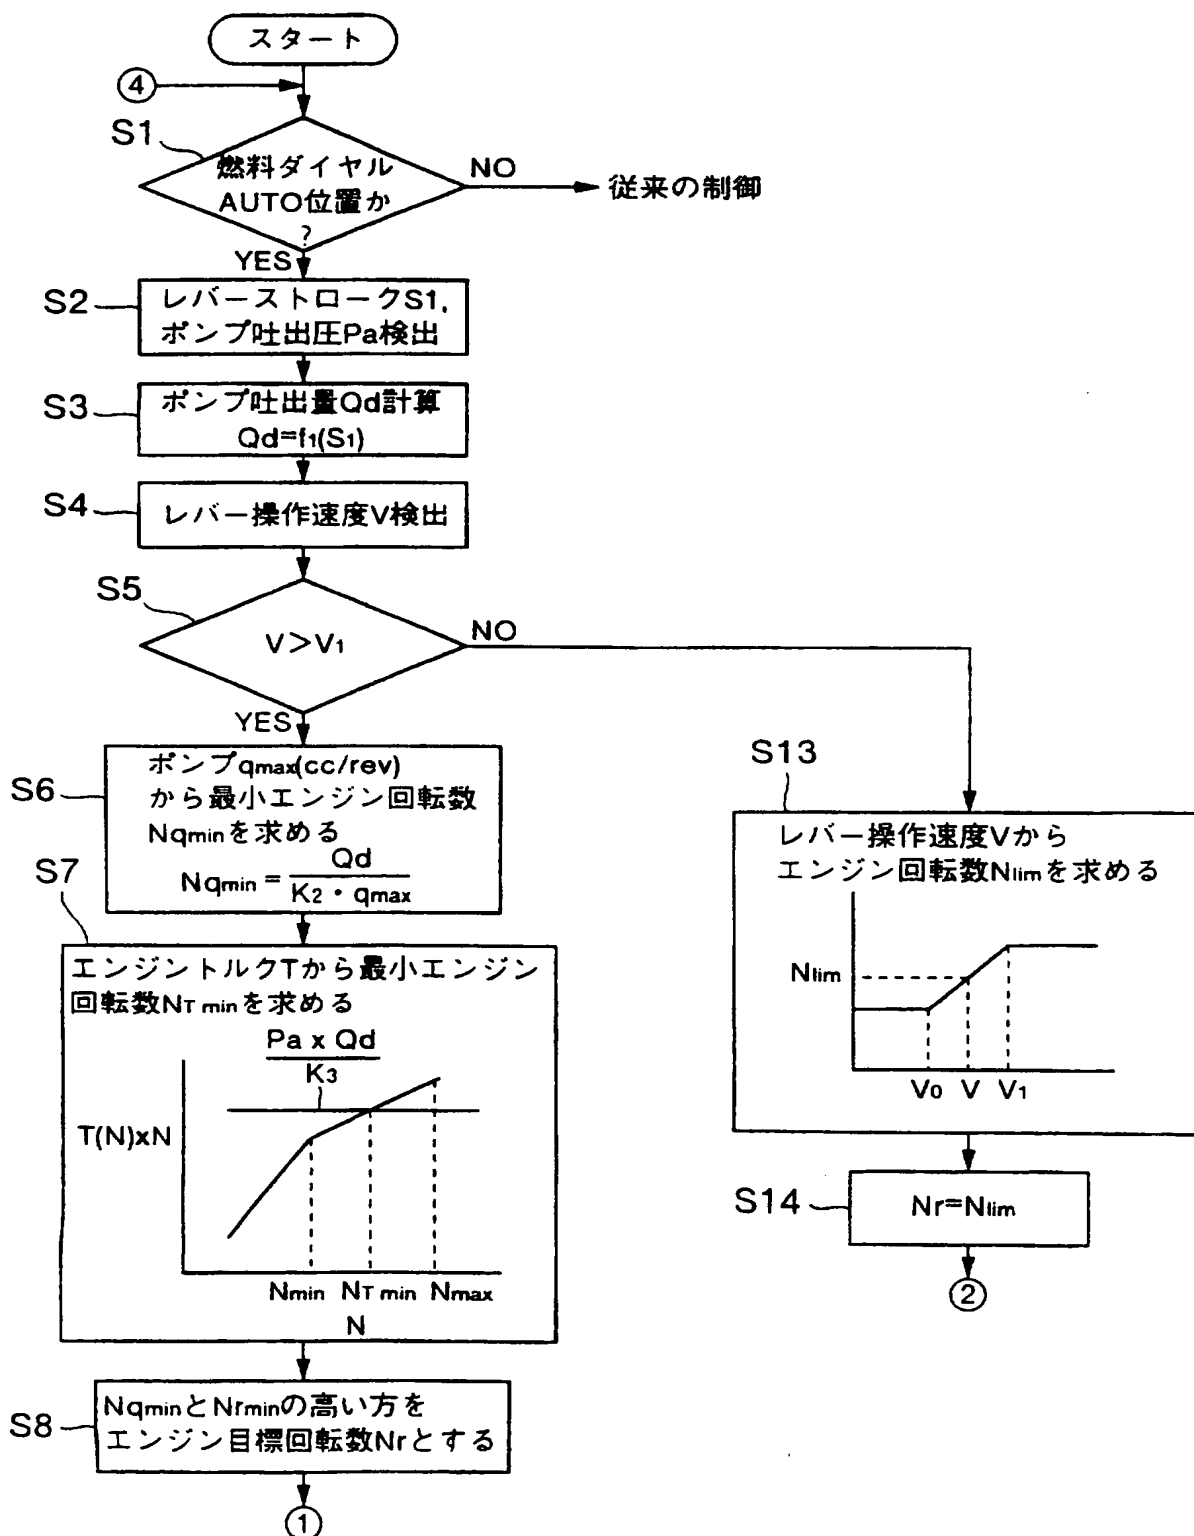 スタート
④
S1
燃料ダイヤル
AUTO位置か
?
NO
従来の制御
YES
S2
レバーストロークS1,
ポンプ吐出圧Pa検出
S3
ポンプ吐出量Qd計算
Qd=f1(S1)
S4
レバー操作速度V検出
S5
V>V1
NO
YES
S6
ポンプqmax(cc/rev)
から最小エンジン回転数
Nqminを求める
Nqmin = Qd / K2・qmax
S7
エンジントルクTから最小エンジン
回転数NT minを求める
Pa x Qd
K3
T(N)xN
Nmin NT min Nmax
N
S8
NqminとNrminの高い方を
エンジン目標回転数Nrとする
①
S13
レバー操作速度Vから
エンジン回転数Nlimを求める
Nlim
V0 V V1
S14
Nr=Nlim
②